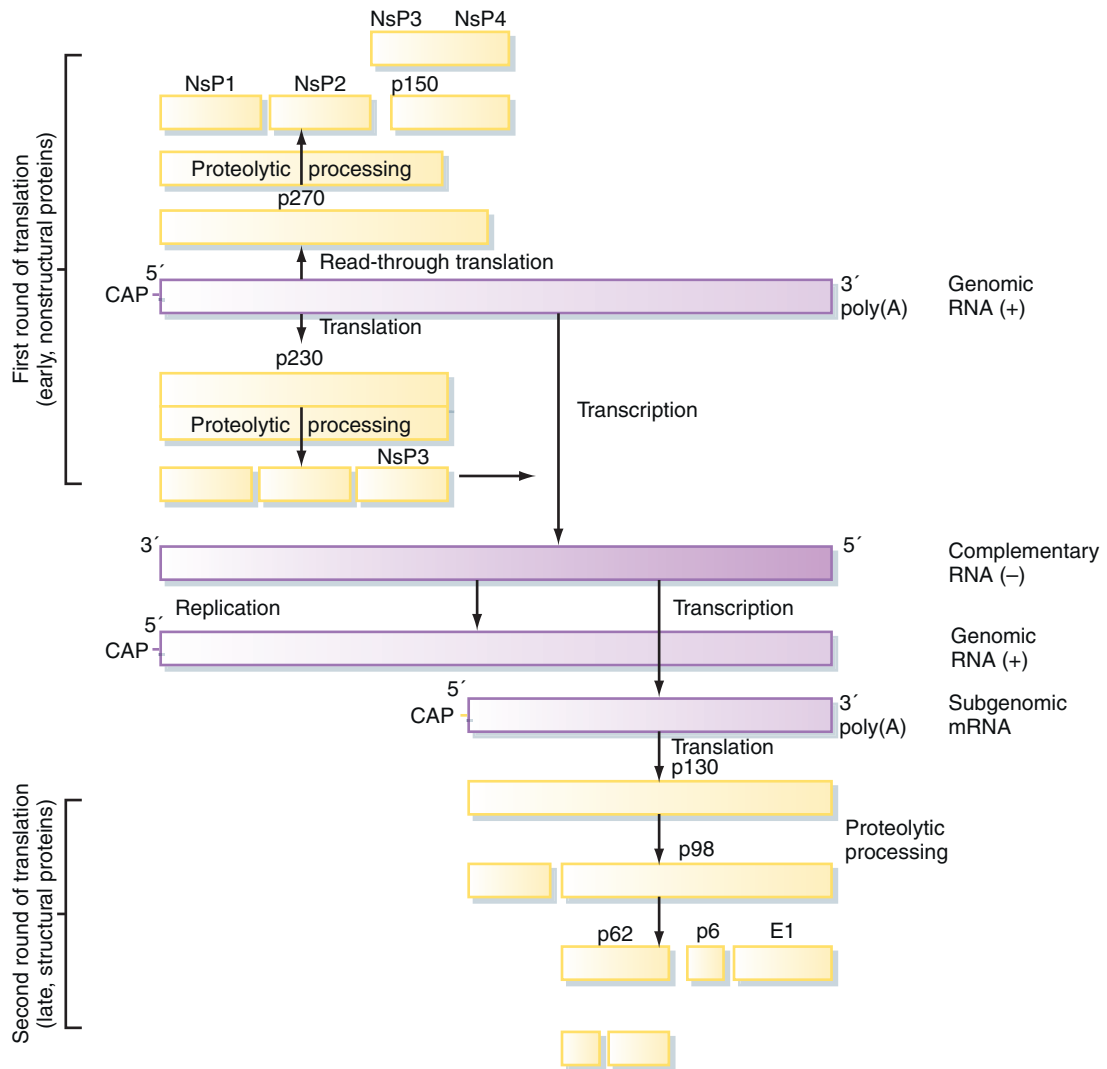 NsP3 NsP4
NsP1 NsP2 p150
Proteolytic processing
p270
Read-through translation
5´
CAP
3´
poly(A)
Genomic
RNA (+)
Translation
p230
Proteolytic processing
NsP3
First round of translation
(early, nonstructural proteins)
Transcription
3´
5´
Complementary
RNA (–)
Replication
Transcription
5´
CAP
Genomic
RNA (+)
5´
CAP
3´
poly(A)
Subgenomic
mRNA
Translation
p130
Proteolytic
processing
p98
p62 p6 E1
Second round of translation
(late, structural proteins)